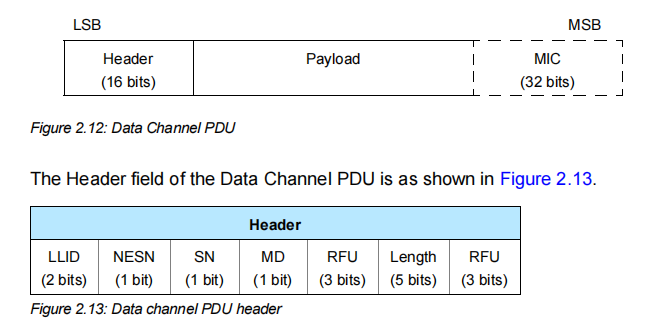 LSB MSB
Header Payload MIC
(16 bits) (32 bits)
Figure 2.12: Data Channel PDU
The Header field of the Data Channel PDU is as shown in Figure 2.13.
Header
LLID NESN SN MD RFU Length RFU
(2 bits) (1 bit) (1 bit) (1 bit) (3 bits) (5 bits) (3 bits)
Figure 2.13: Data channel PDU header